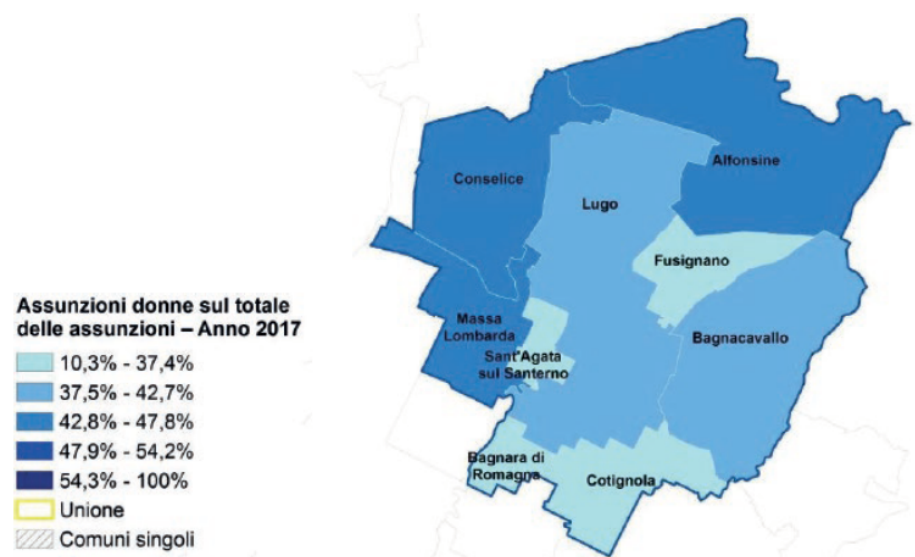 Alfonsine
Conselice
Lugo
Fusignano
Assunzioni donne sul totale
delle assunzioni – Anno 2017
10,3% - 37,4%
37,5% - 42,7%
42,8% - 47,8%
47,9% - 54,2%
54,3% - 100%
Unione
Comuni singoli
Massa
Lombarda
Bagnacavallo
Sant'Agata
sul Santerno
Bagnara di
Romagna
Cotignola